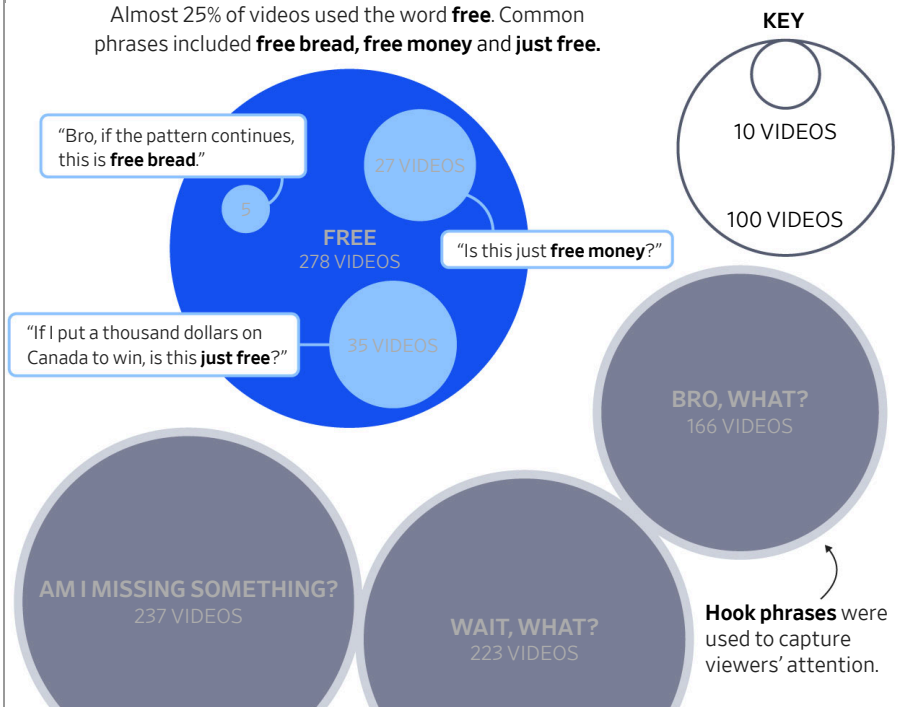 Almost 25% of videos used the word free. Common
phrases included free bread, free money and just free.
KEY
10 VIDEOS
100 VIDEOS
“Bro, if the pattern continues,
this is free bread.”
5
27 VIDEOS
FREE
278 VIDEOS
“Is this just free money?”
“If I put a thousand dollars on
Canada to win, is this just free?”
35 VIDEOS
BRO, WHAT?
166 VIDEOS
AM I MISSING SOMETHING?
237 VIDEOS
WAIT, WHAT?
223 VIDEOS
Hook phrases were
used to capture
viewers’ attention.